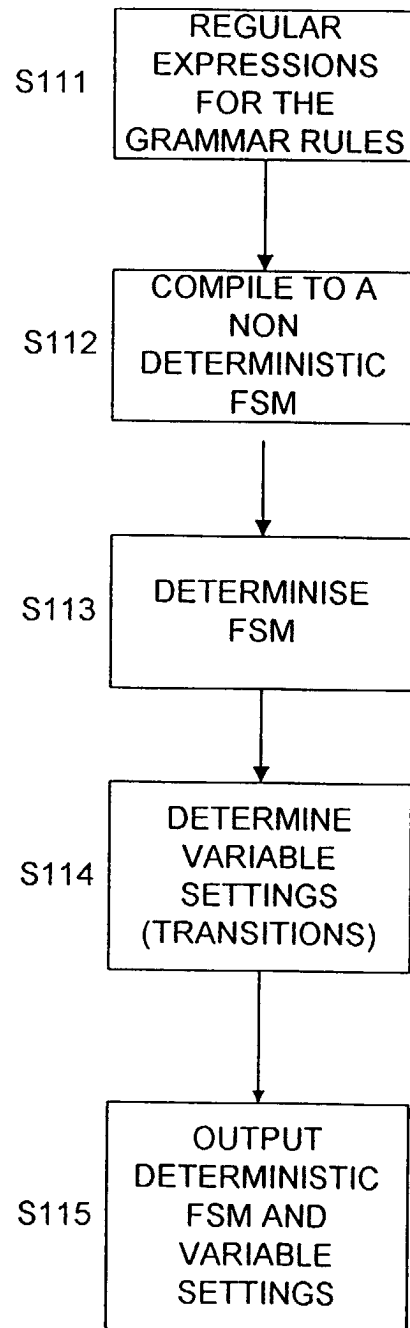 S111
REGULAR
EXPRESSIONS
FOR THE
GRAMMAR RULES
S112
COMPILE TO A
NON
DETERMINISTIC
FSM
S113
DETERMINISE
FSM
S114
DETERMINE
VARIABLE
SETTINGS
(TRANSITIONS)
S115
OUTPUT
DETERMINISTIC
FSM AND
VARIABLE
SETTINGS